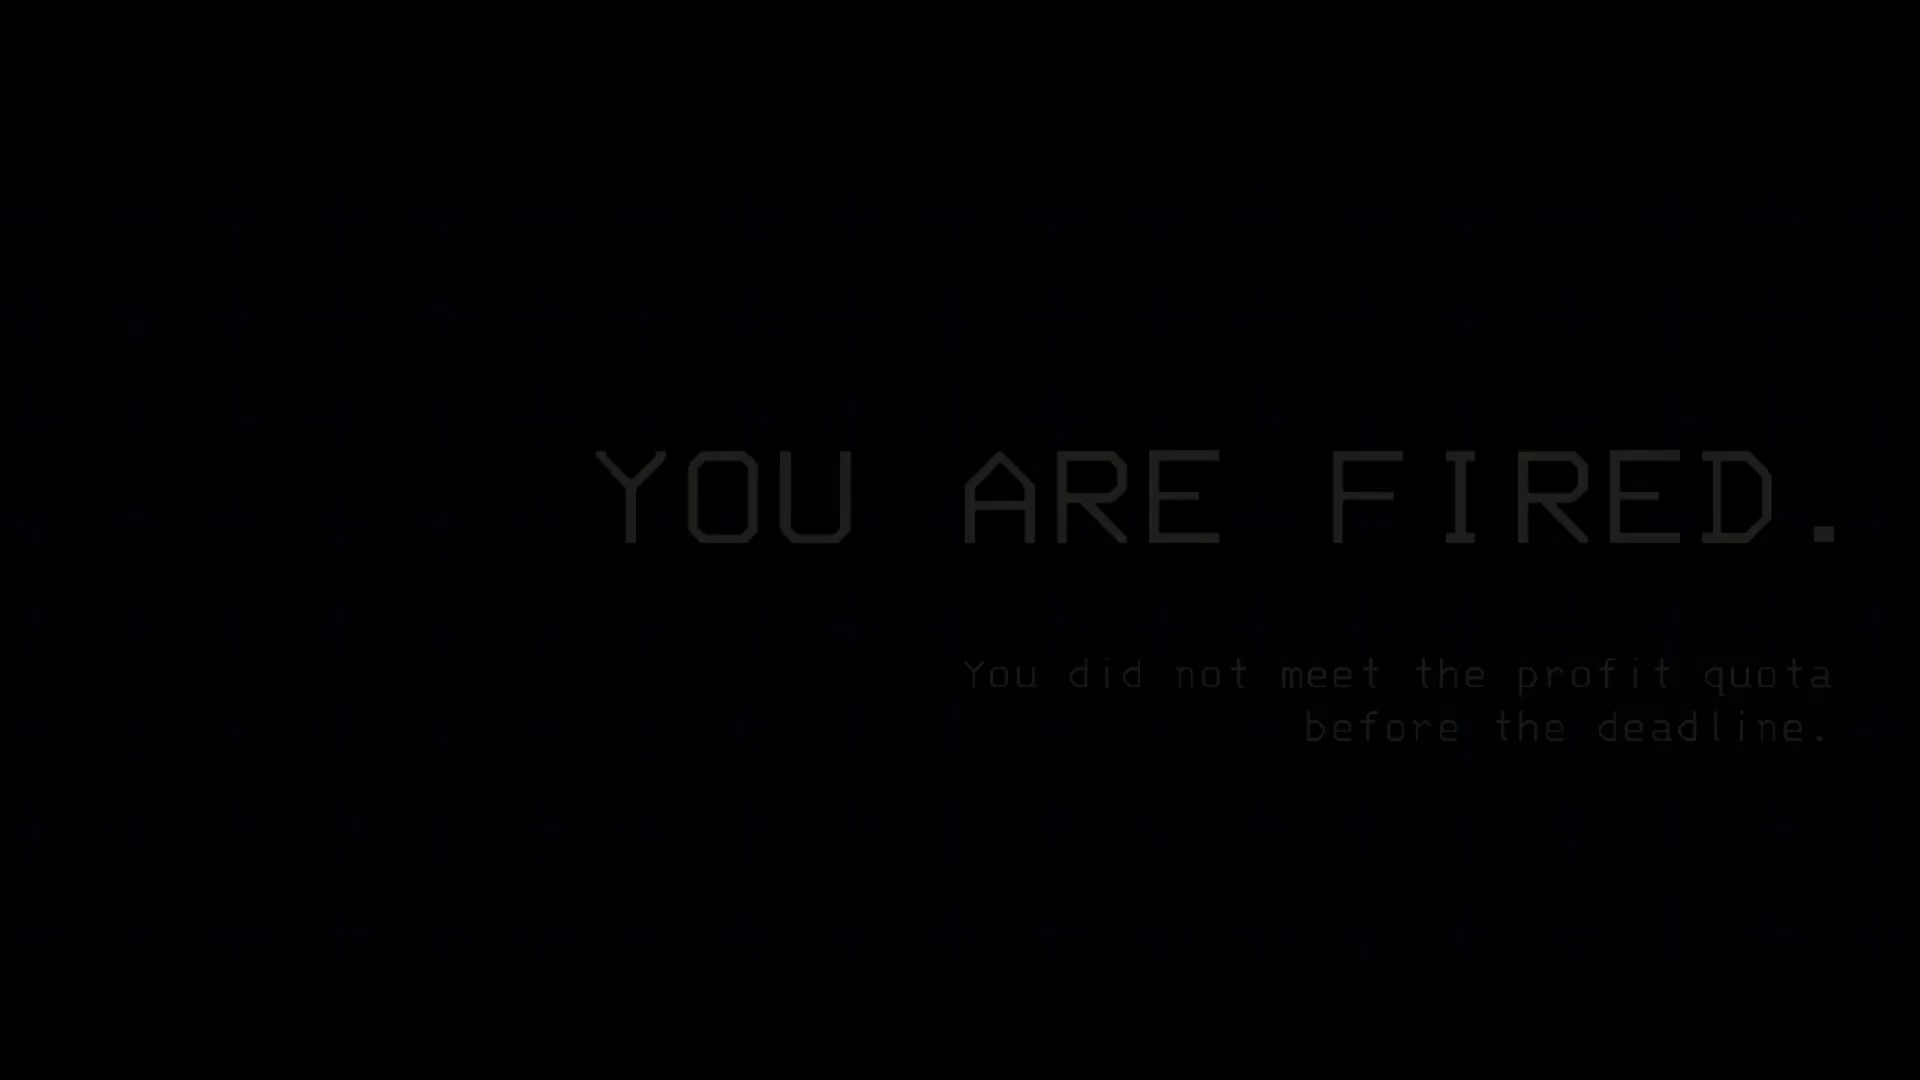 YOU ARE FIRED.
You did not meet the profit quota
before the deadline.